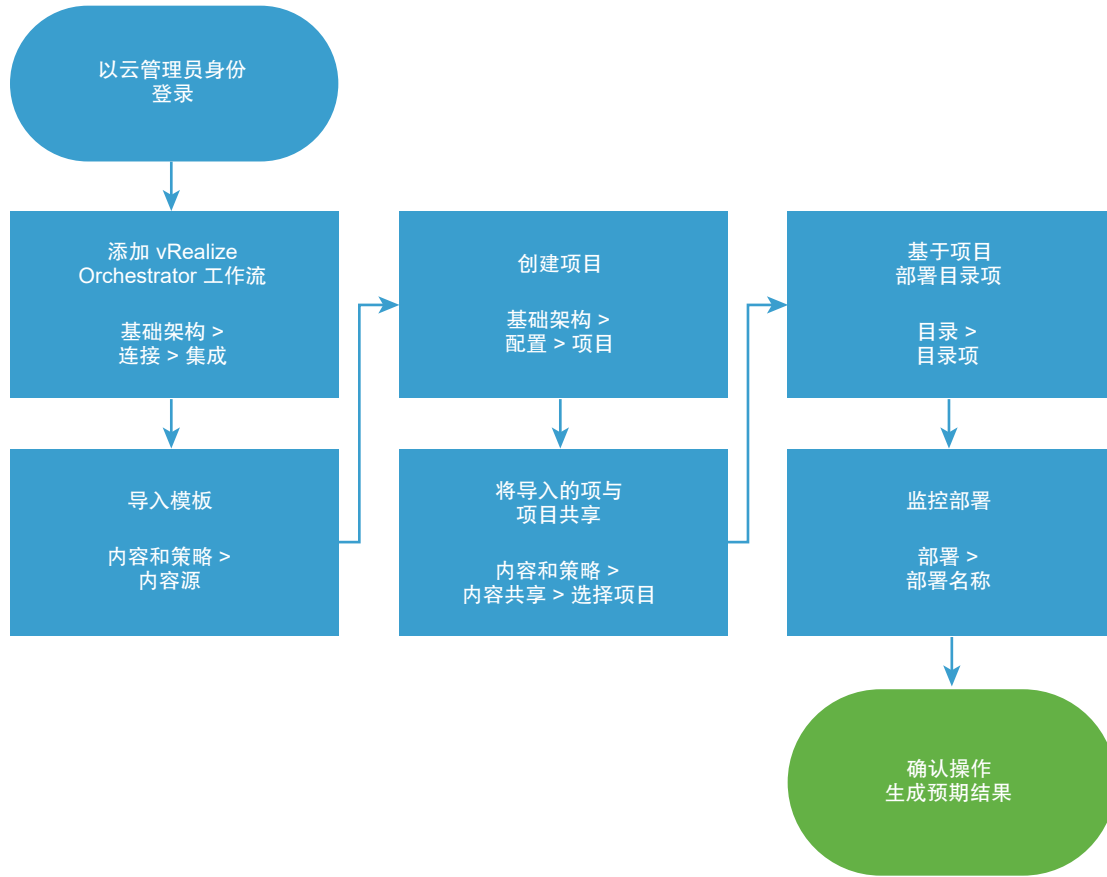 以云管理员身份
登录
添加 vRealize
Orchestrator 工作流
基础架构 >
连接 > 集成
导入模板
内容和策略 >
内容源
创建项目
基础架构 >
配置 > 项目
将导入的项与
项目共享
内容和策略 >
内容共享 > 选择项目
基于项目
部署目录项
目录 >
目录项
监控部署
部署 >
部署名称
确认操作
生成预期结果